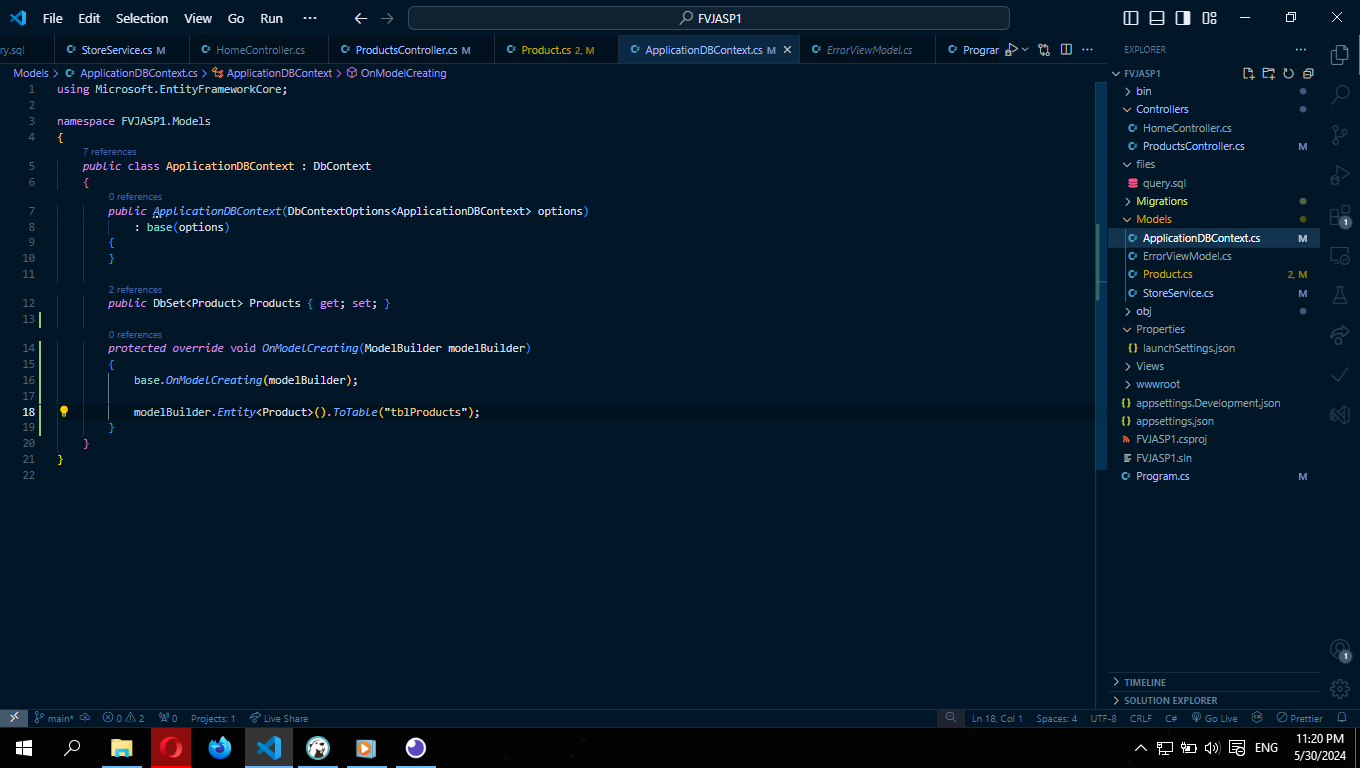 File Edit Selection View Go Run ··· FVJASP1
ry.sql StoreService.cs M HomeController.cs ProductsController.cs M Product.cs 2, M ApplicationDBContext.cs M ErrorViewModel.cs Prograr
Models > ApplicationDBContext.cs > ApplicationDBContext > OnModelCreating
1 using Microsoft.EntityFrameworkCore;
2
3 namespace FVJASP1.Models
4 {
7 references
5 public class ApplicationDBContext : DbContext
6 {
0 references
7 public ApplicationDBContext(DbContextOptions<ApplicationDBContext> options)
8 : base(options)
9 {
10 }
11
2 references
12 public DbSet<Product> Products { get; set; }
13
0 references
14 protected override void OnModelCreating(ModelBuilder modelBuilder)
15 {
16 base.OnModelCreating(modelBuilder);
17
18 modelBuilder.Entity<Product>().ToTable("tblProducts");
19 }
20 }
21 }
22
EXPLORER
FVJASP1
bin
Controllers
HomeController.cs
ProductsController.cs M
files
query.sql
Migrations
Models
ApplicationDBContext.cs M
ErrorViewModel.cs
Product.cs 2, M
StoreService.cs M
obj
Properties
launchSettings.json
Views
wwwroot
appsettings.Development.json
appsettings.json
FVJASP1.csproj
FVJASP1.sln
Program.cs M
TIMELINE
SOLUTION EXPLORER
1
1
main* 0 2 0 Projects: 1 Live Share Ln 18, Col 1 Spaces: 4 UTF-8 CRLF C# Go Live Prettier
ENG
11:20 PM
5/30/2024